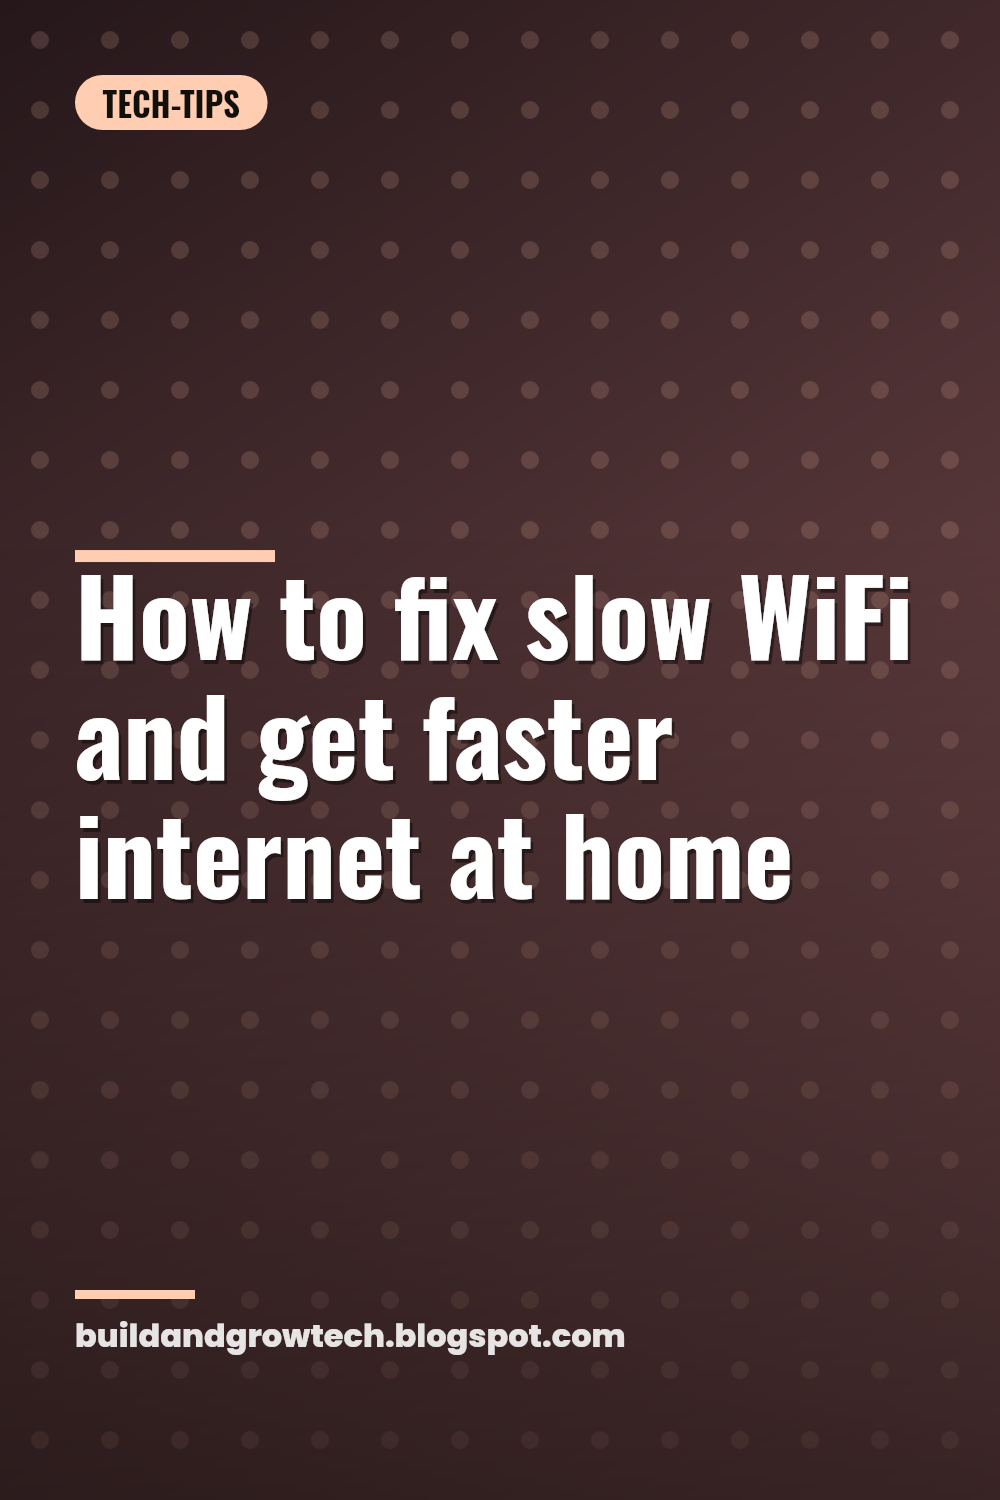 TECH-TIPS
How to fix slow WiFi
and get faster
internet at home
buildandgrowtech.blogspot.com